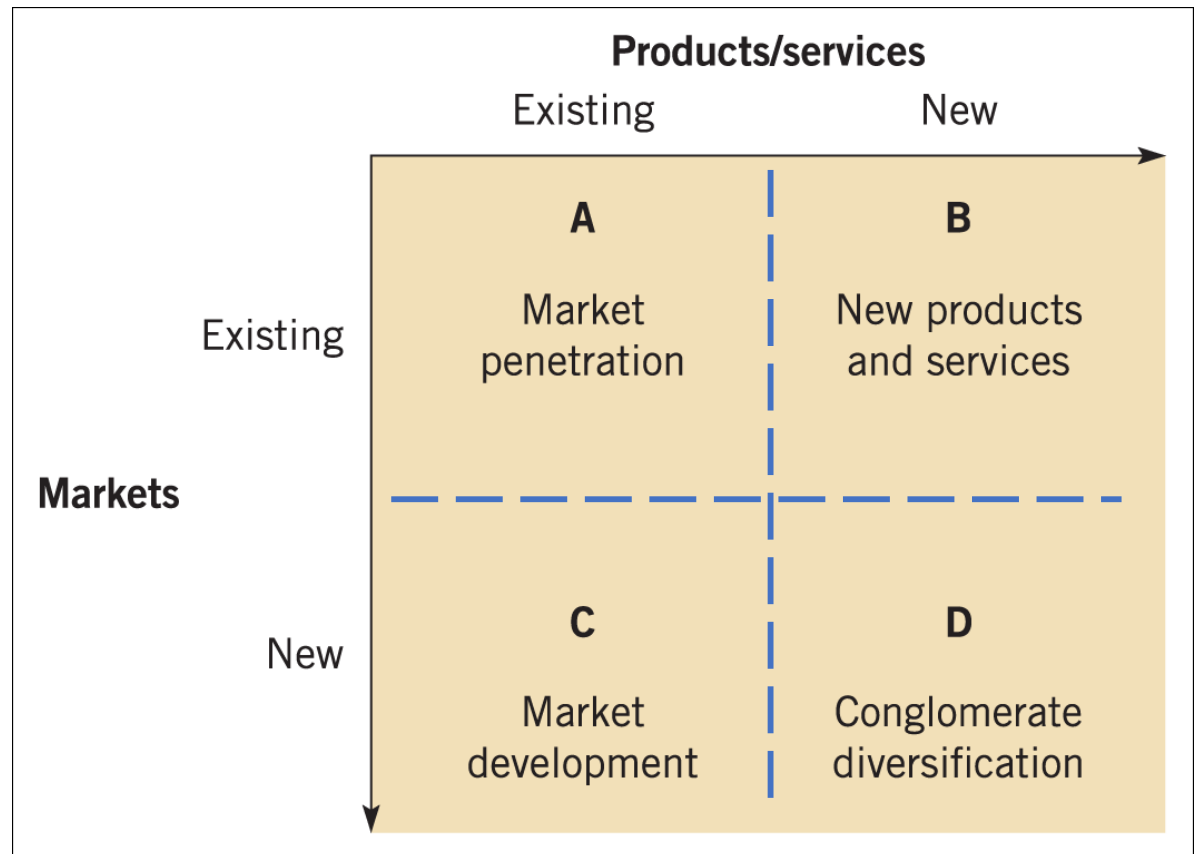 Products/services
Existing
New
A
B
Market
penetration
New products
and services
Existing
Markets
C
D
New
Market
development
Conglomerate
diversification